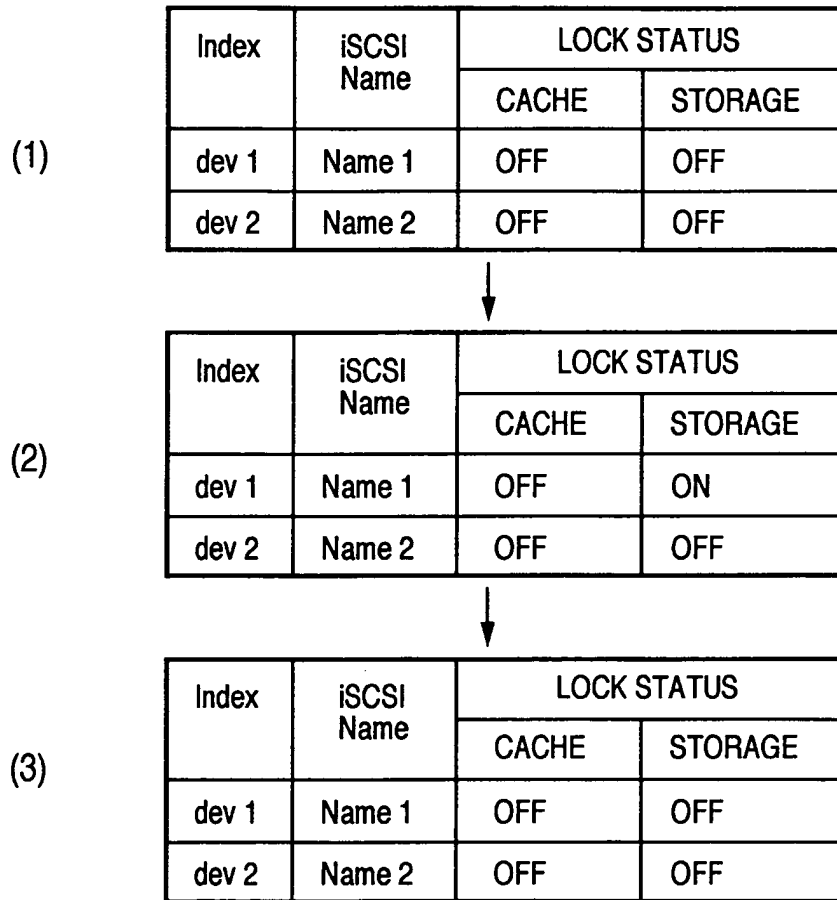 (1)
Index iSCSI Name LOCK STATUS
CACHE STORAGE
dev 1 Name 1 OFF OFF
dev 2 Name 2 OFF OFF
(2)
Index iSCSI Name LOCK STATUS
CACHE STORAGE
dev 1 Name 1 OFF ON
dev 2 Name 2 OFF OFF
(3)
Index iSCSI Name LOCK STATUS
CACHE STORAGE
dev 1 Name 1 OFF OFF
dev 2 Name 2 OFF OFF